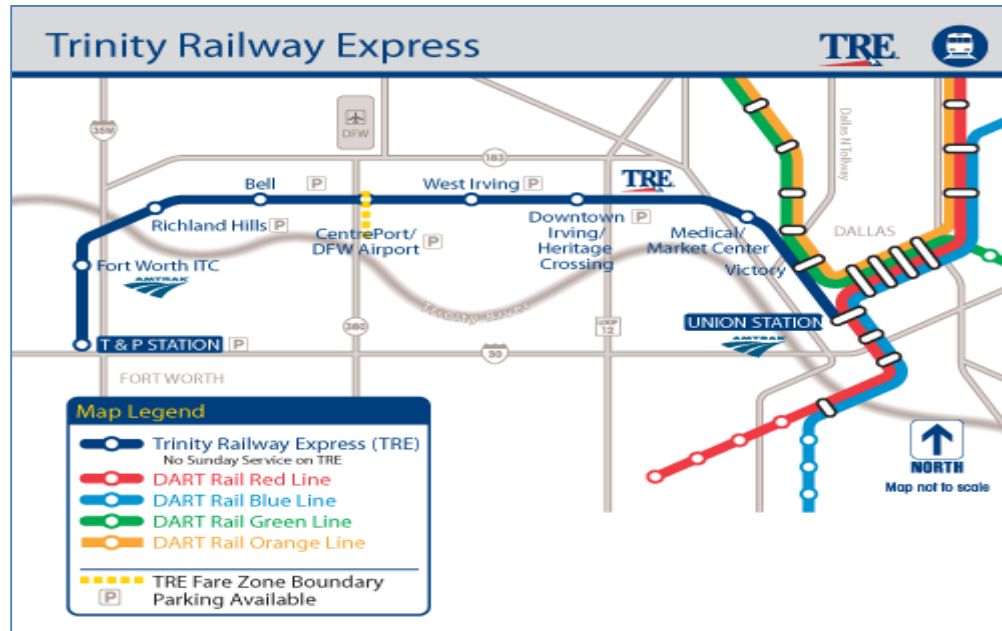 Trinity Railway Express
TRE
35W
DFW
183
Dallas N Tollway
Bell
P
West Irving P
TRE
Richland Hills P
CentrePort/
DFW Airport
P
Downtown P
Irving/
Heritage
Crossing
Medical/
Market Center
DALLAS
Victory
Fort Worth ITC
AMTRAK
Trinity River
360
LOOP
12
UNION STATION
AMTRAK
T & P STATION P
30
FORT WORTH
Map Legend
Trinity Railway Express (TRE)
No Sunday Service on TRE
DART Rail Red Line
DART Rail Blue Line
DART Rail Green Line
DART Rail Orange Line
TRE Fare Zone Boundary
P Parking Available
NORTH
Map not to scale